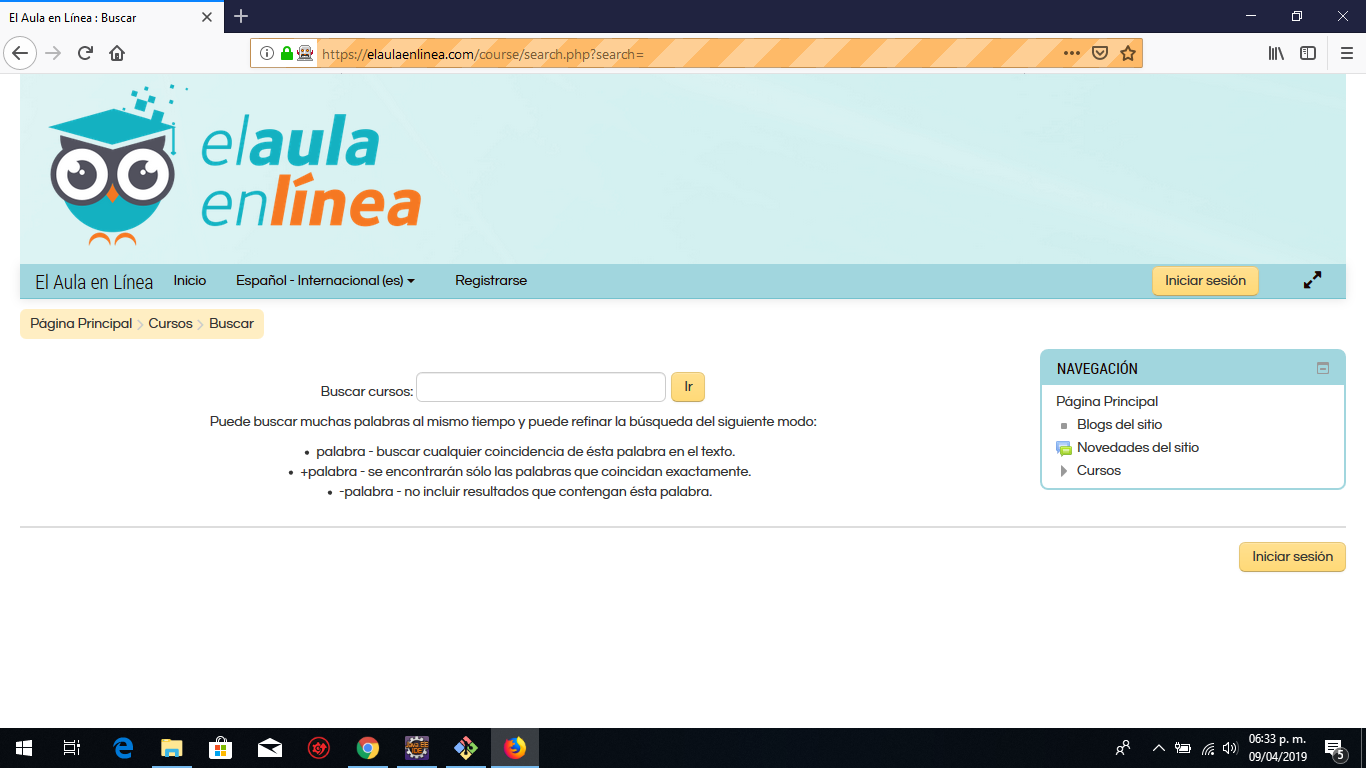 El Aula en Línea : Buscar
https://elaulaenlinea.com/course/search.php?search=
elaula
enlínea
El Aula en Línea Inicio Español - Internacional (es) Registrarse Iniciar sesión
Página Principal Cursos Buscar
NAVEGACIÓN
Página Principal
Blogs del sitio
Novedades del sitio
Cursos
Buscar cursos: Ir
Puede buscar muchas palabras al mismo tiempo y puede refinar la búsqueda del siguiente modo:
• palabra - buscar cualquier coincidencia de ésta palabra en el texto.
• +palabra - se encontrarán sólo las palabras que coincidan exactamente.
• -palabra - no incluir resultados que contengan ésta palabra.
Iniciar sesión
Java EE
IDE
06:33 p. m.
09/04/2019
5